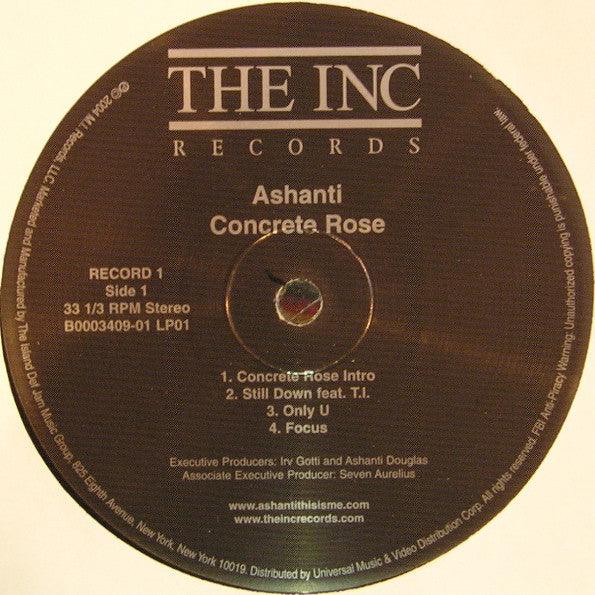 THE INC
RECORDS
Ashanti
Concrete Rose
RECORD 1
Side 1
33 1/3 RPM Stereo
B0003409-01 LP01
1. Concrete Rose Intro
2. Still Down feat. T.I.
3. Only U
4. Focus
Executive Producers: Irv Gotti and Ashanti Douglas
Associate Executive Producer: Seven Aurelius
www.ashantithisisme.com
www.theincrecords.com
℗© 2004 M.I. Records, LLC. Marketed and Manufactured by The Island Def Jam Music Group, 825 Eighth Avenue, New York, New York 10019. Distributed by Universal Music & Video Distribution Corp. All rights reserved. FBI Anti-Piracy Warning: Unauthorized copying is punishable under federal law.